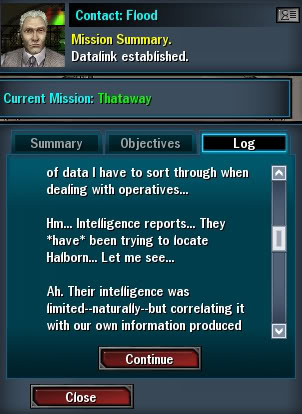 Contact: Flood
Mission Summary.
Datalink established.
Current Mission: Thataway
Summary
Objectives
Log
of data I have to sort through when
dealing with operatives...
Hm... Intelligence reports... They
*have* been trying to locate
Halborn... Let me see...
Ah. Their intelligence was
limited--naturally--but correlating it
with our own information produced
Continue
Close